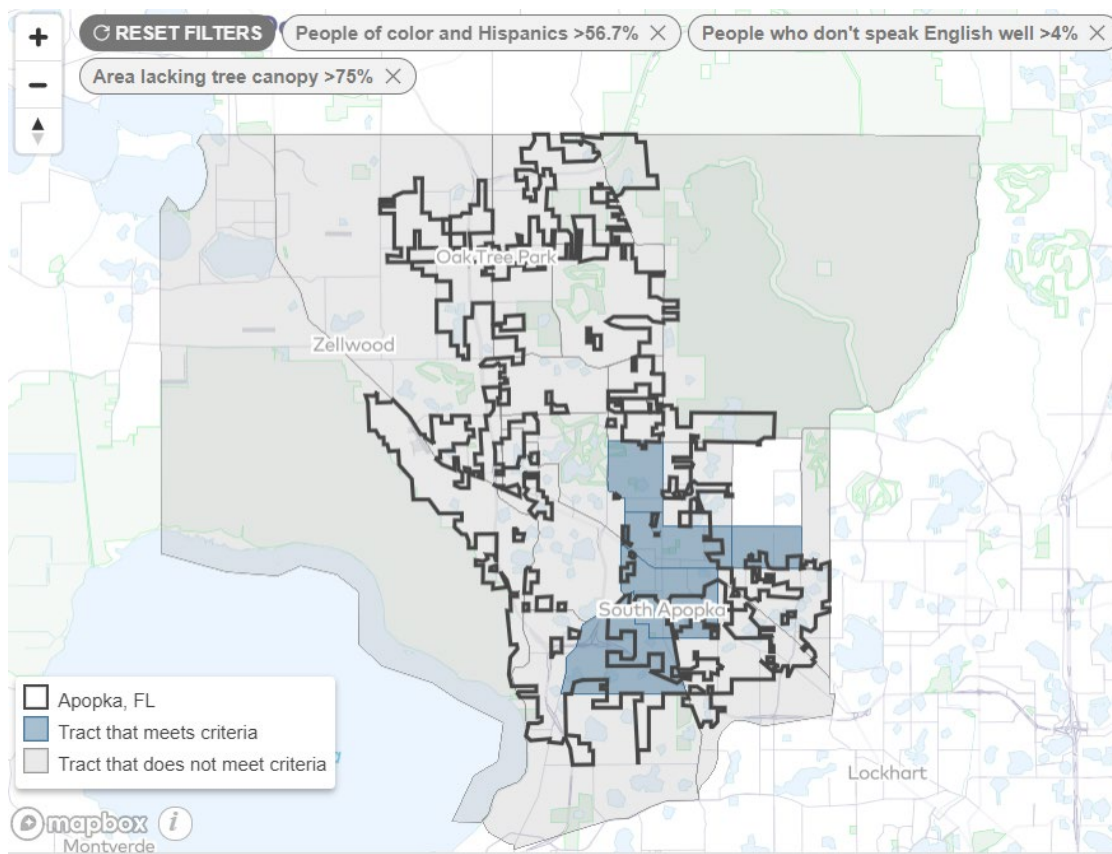 +
RESET FILTERS
People of color and Hispanics >56.7% ×
People who don't speak English well >4% ×
−
Area lacking tree canopy >75% ×
Oak Tree Park
Zellwood
South Apopka
Apopka, FL
Tract that meets criteria
Tract that does not meet criteria
Lockhart
mapbox i
Montverde